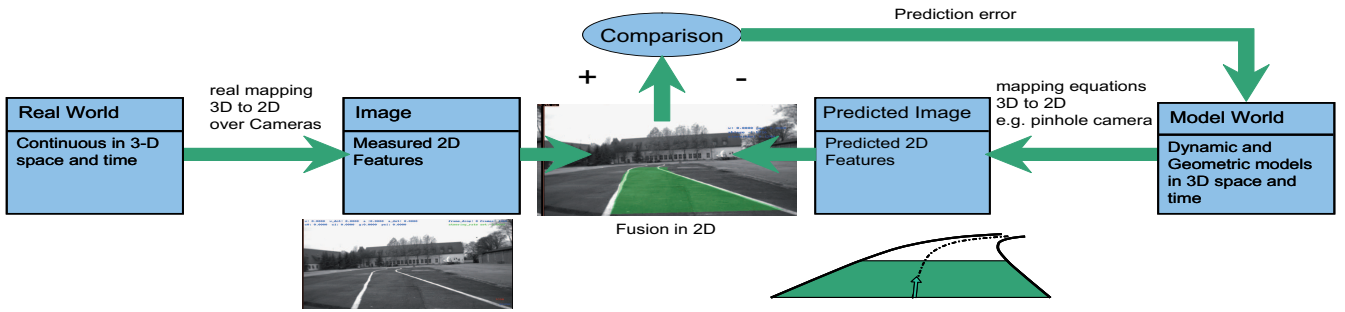 Prediction error
Comparison
+
-
real mapping
3D to 2D
over Cameras
mapping equations
3D to 2D
e.g. pinhole camera
Real World
Continuous in 3-D
space and time
Image
Measured 2D
Features
Predicted Image
Predicted 2D
Features
Model World
Dynamic and
Geometric models
in 3D space and
time
Fusion in 2D